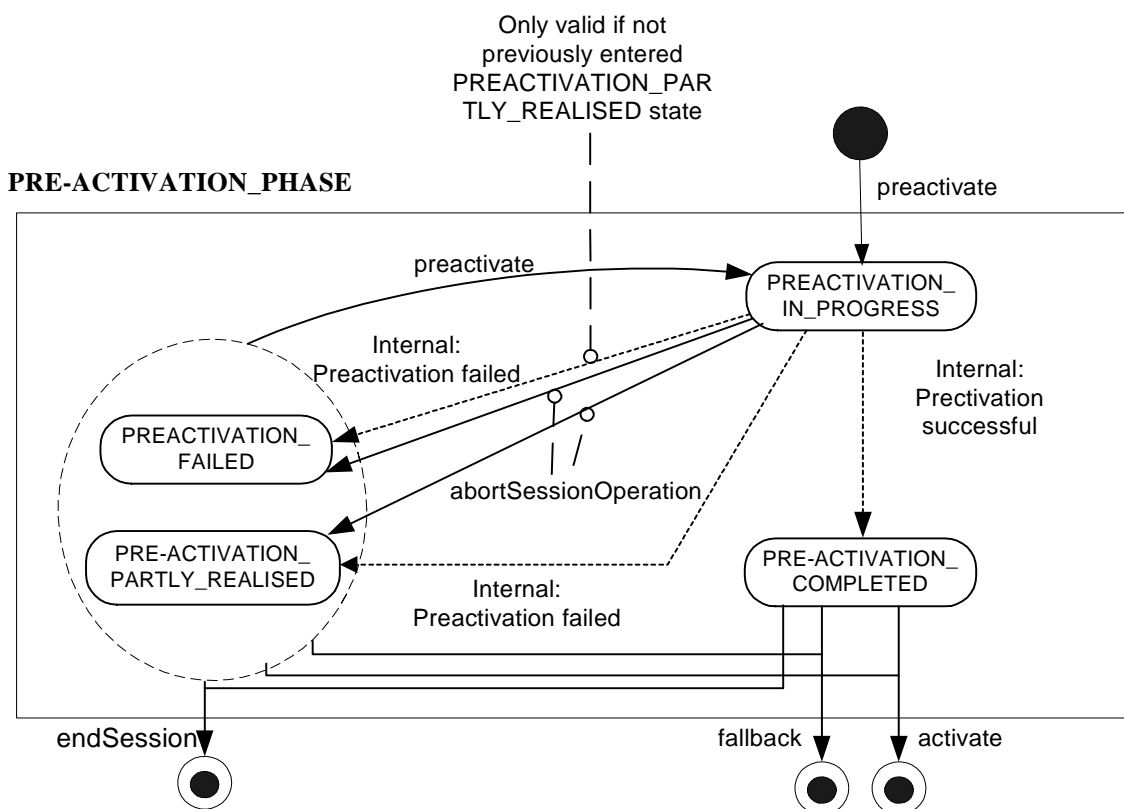 Only valid if not
previously entered
PREACTIVATION_PAR
TLY_REALISED state
PRE-ACTIVATION_PHASE
preactivate
preactivate
PREACTIVATION_
IN_PROGRESS
Internal:
Preactivation failed
Internal:
Prectivation
successful
PREACTIVATION_
FAILED
abortSessionOperation
PRE-ACTIVATION_
PARTLY_REALISED
PRE-ACTIVATION_
COMPLETED
Internal:
Preactivation failed
endSession
fallback
activate